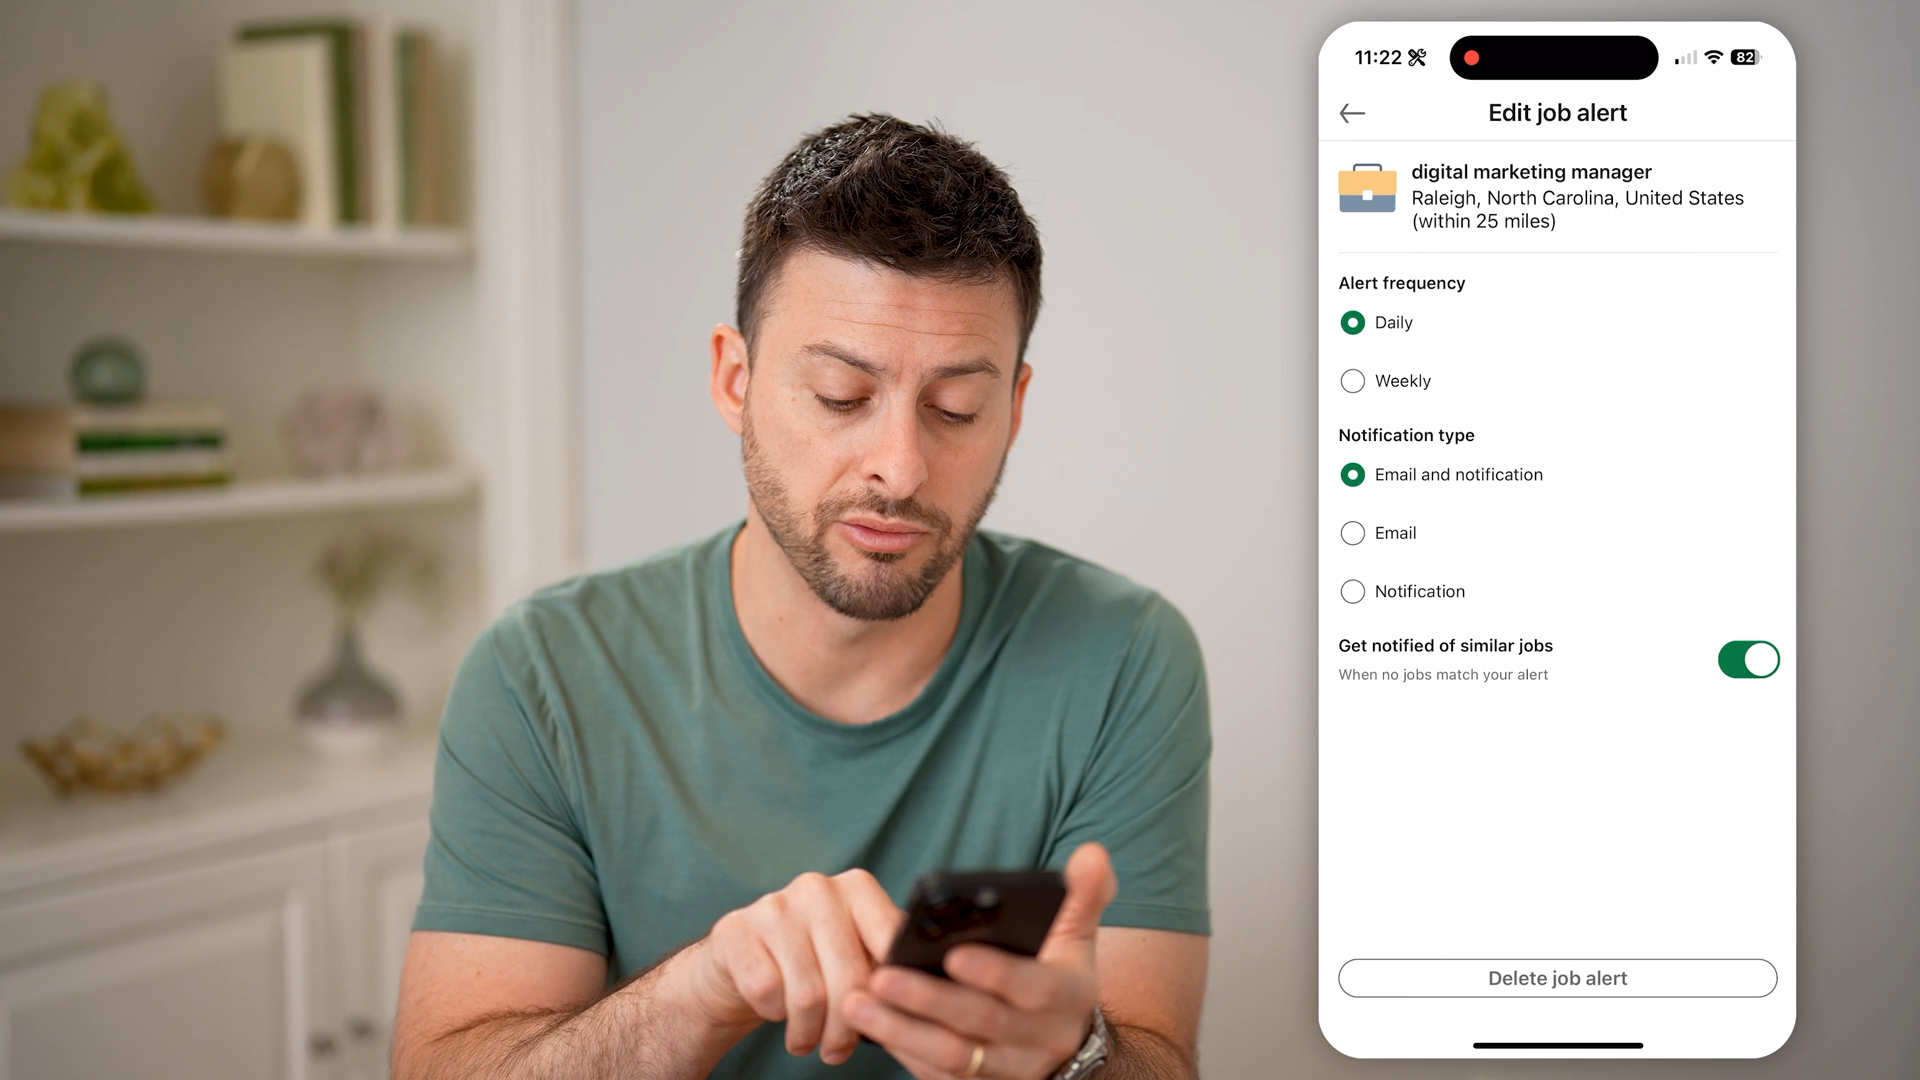 11:22
82
Edit job alert
digital marketing manager
Raleigh, North Carolina, United States
(within 25 miles)
Alert frequency
Daily
Weekly
Notification type
Email and notification
Email
Notification
Get notified of similar jobs
When no jobs match your alert
Delete job alert